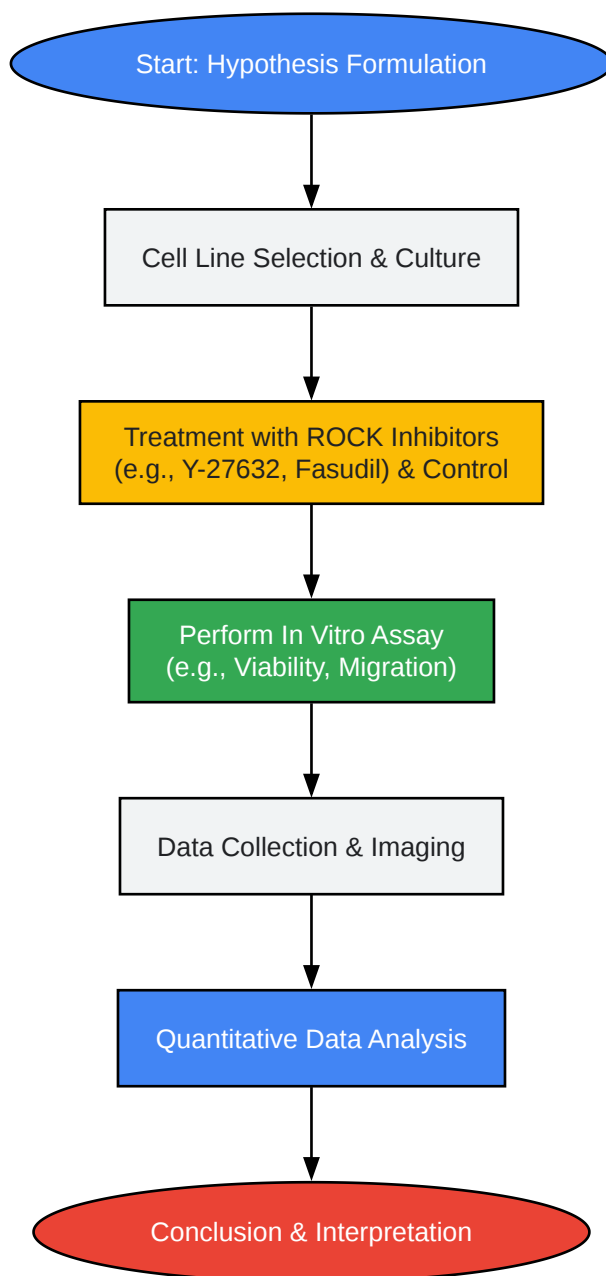 Start: Hypothesis Formulation
Cell Line Selection & Culture
Treatment with ROCK Inhibitors
(e.g., Y-27632, Fasudil) & Control
Perform In Vitro Assay
(e.g., Viability, Migration)
Data Collection & Imaging
Quantitative Data Analysis
Conclusion & Interpretation